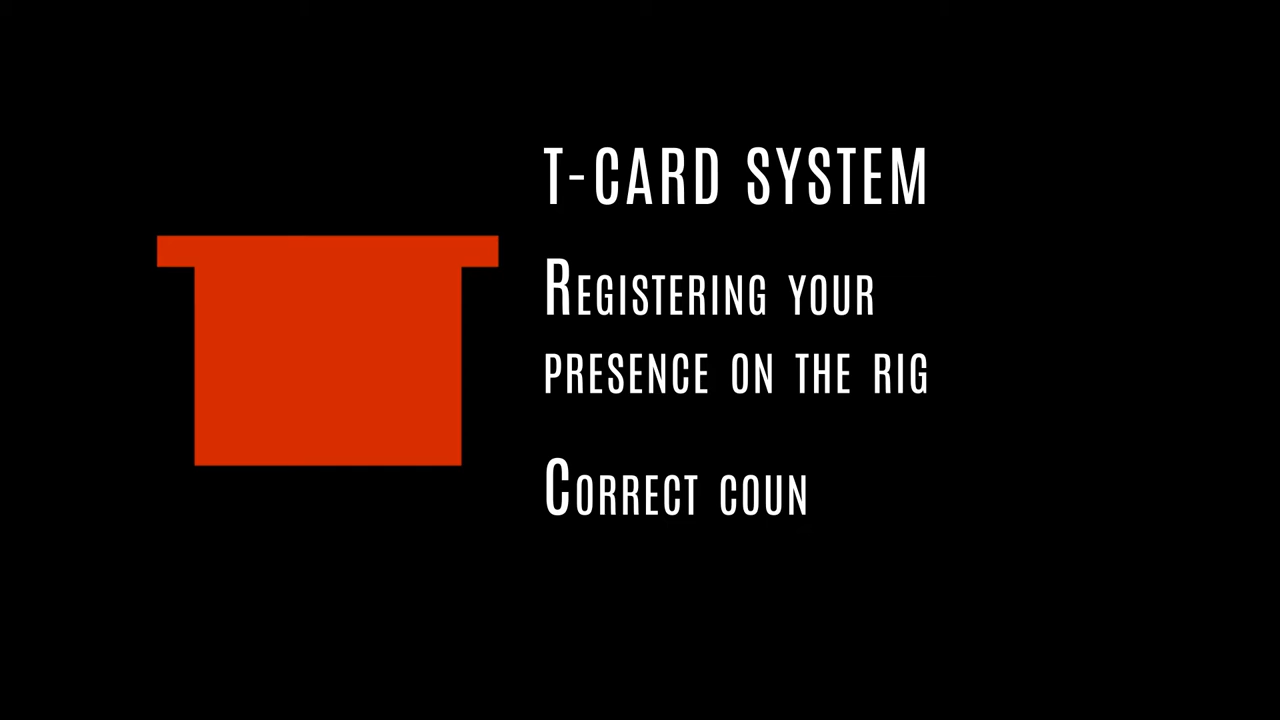 T-CARD SYSTEM
Registering your
presence on the rig
Correct coun